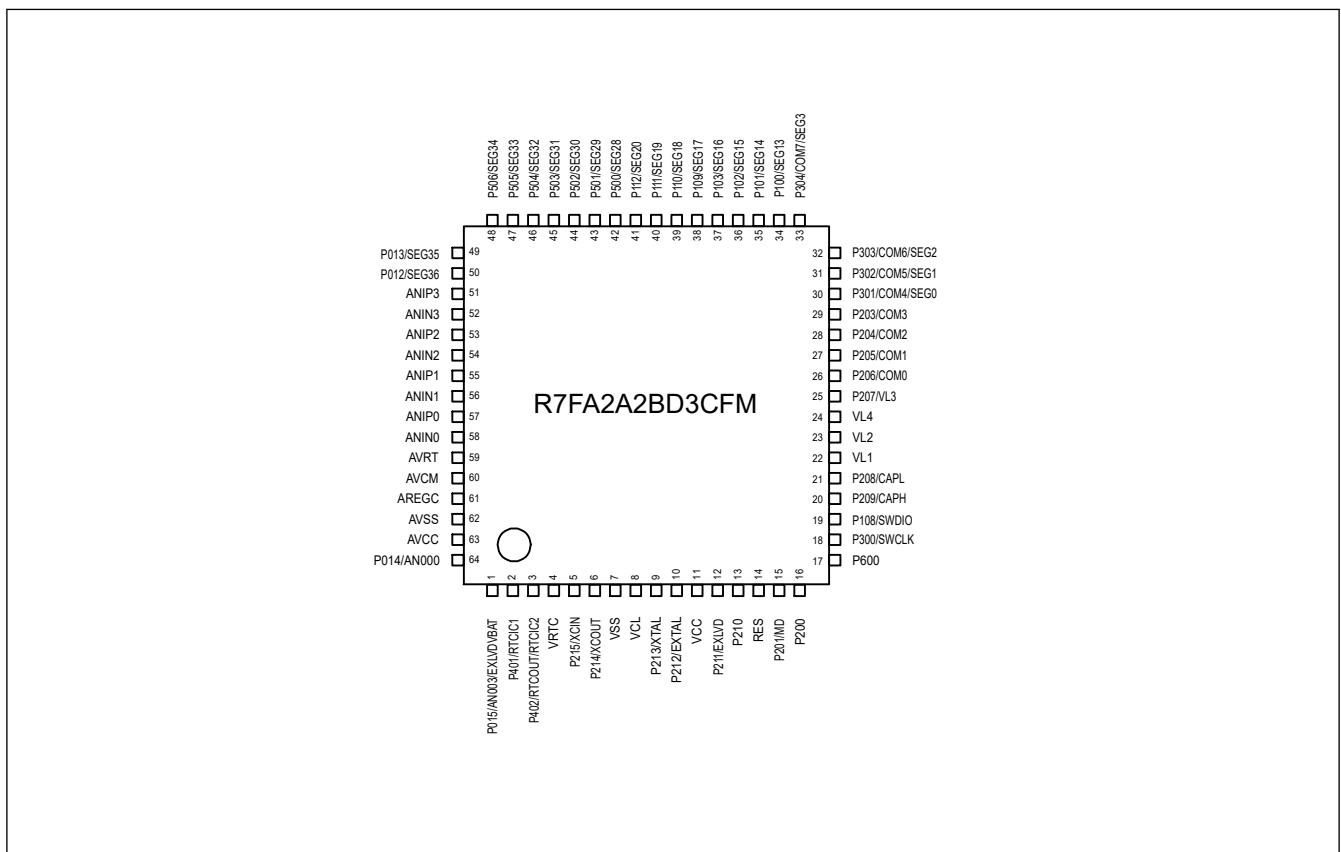 P506/SEG34
P505/SEG33
P504/SEG32
P503/SEG31
P502/SEG30
P501/SEG29
P500/SEG28
P112/SEG20
P111/SEG19
P110/SEG18
P109/SEG17
P103/SEG16
P102/SEG15
P101/SEG14
P100/SEG13
P304/COM7/SEG3
48
47
46
45
44
43
42
41
40
39
38
37
36
35
34
33
P013/SEG35 49
P012/SEG36 50
ANIP3 51
ANIN3 52
ANIP2 53
ANIN2 54
ANIP1 55
ANIN1 56
ANIP0 57
ANIN0 58
AVRT 59
AVCM 60
AREGC 61
AVSS 62
AVCC 63
P014/AN000 64
R7FA2A2BD3CFM
32 P303/COM6/SEG2
31 P302/COM5/SEG1
30 P301/COM4/SEG0
29 P203/COM3
28 P204/COM2
27 P205/COM1
26 P206/COM0
25 P207/VL3
24 VL4
23 VL2
22 VL1
21 P208/CAPL
20 P209/CAPH
19 P108/SWDIO
18 P300/SWCLK
17 P600
1
2
3
4
5
6
7
8
9
10
11
12
13
14
15
16
P015/AN003/EXLVDVBAT
P401/RTCIC1
P402/RTCOUT/RTCIC2
VRTC
P215/XCIN
P214/XCOUT
VSS
VCL
P213/XTAL
P212/EXTAL
VCC
P211/EXLVD
P210
RES
P201/MD
P200